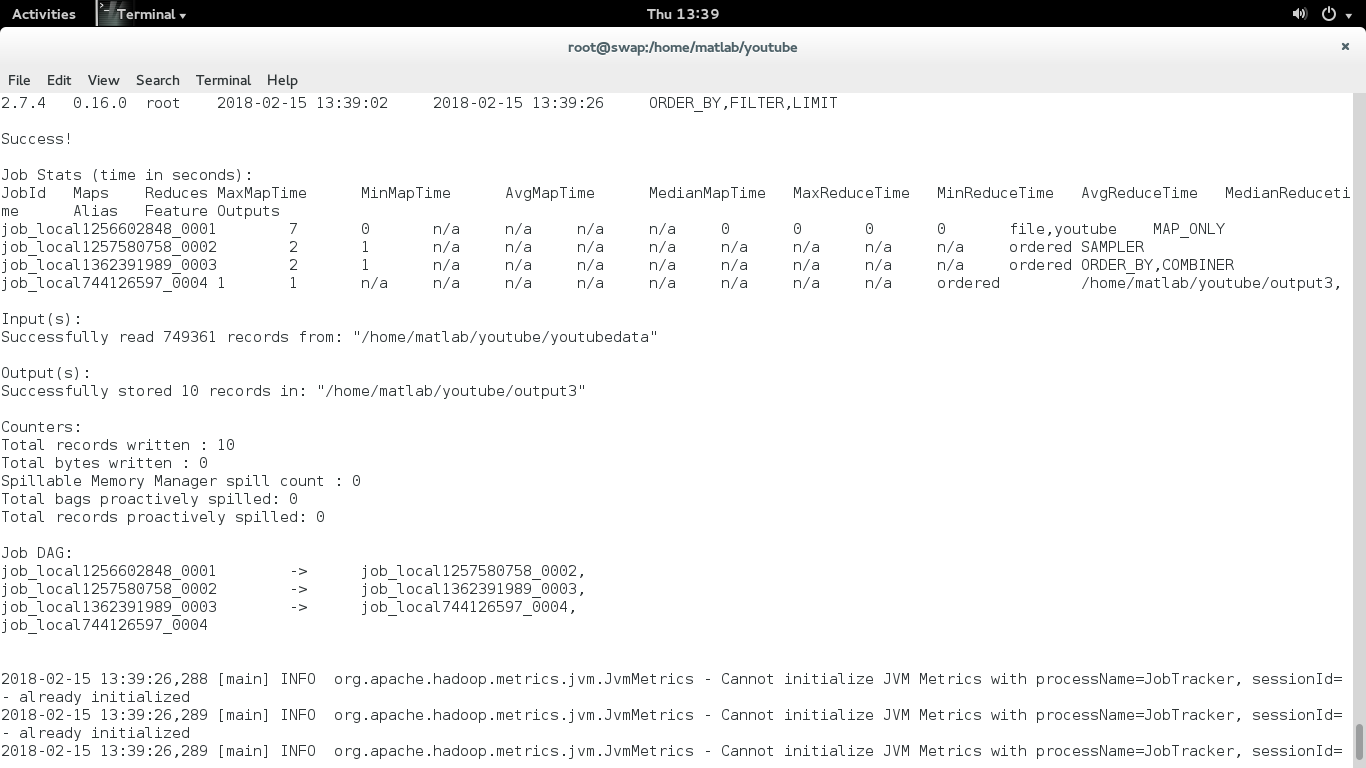 Activities Terminal Thu 13:39
root@swap:/home/matlab/youtube ×
File Edit View Search Terminal Help
2.7.4 0.16.0 root 2018-02-15 13:39:02 2018-02-15 13:39:26 ORDER_BY,FILTER,LIMIT
Success!
Job Stats (time in seconds):
JobId Maps Reduces MaxMapTime MinMapTime AvgMapTime MedianMapTime MaxReduceTime MinReduceTime AvgReduceTime MedianReduceti
me Alias Feature Outputs
job_local1256602848_0001 7 0 n/a n/a n/a n/a 0 0 0 0 file,youtube MAP_ONLY
job_local1257580758_0002 2 1 n/a n/a n/a n/a n/a n/a n/a n/a ordered SAMPLER
job_local1362391989_0003 2 1 n/a n/a n/a n/a n/a n/a n/a n/a ordered ORDER_BY,COMBINER
job_local744126597_0004 1 1 n/a n/a n/a n/a n/a n/a n/a n/a ordered /home/matlab/youtube/output3,
Input(s):
Successfully read 749361 records from: "/home/matlab/youtube/youtubedata"
Output(s):
Successfully stored 10 records in: "/home/matlab/youtube/output3"
Counters:
Total records written : 10
Total bytes written : 0
Spillable Memory Manager spill count : 0
Total bags proactively spilled: 0
Total records proactively spilled: 0
Job DAG:
job_local1256602848_0001 -> job_local1257580758_0002,
job_local1257580758_0002 -> job_local1362391989_0003,
job_local1362391989_0003 -> job_local744126597_0004,
job_local744126597_0004
2018-02-15 13:39:26,288 [main] INFO org.apache.hadoop.metrics.jvm.JvmMetrics - Cannot initialize JVM Metrics with processName=JobTracker, sessionId=
- already initialized
2018-02-15 13:39:26,289 [main] INFO org.apache.hadoop.metrics.jvm.JvmMetrics - Cannot initialize JVM Metrics with processName=JobTracker, sessionId=
- already initialized
2018-02-15 13:39:26,289 [main] INFO org.apache.hadoop.metrics.jvm.JvmMetrics - Cannot initialize JVM Metrics with processName=JobTracker, sessionId=